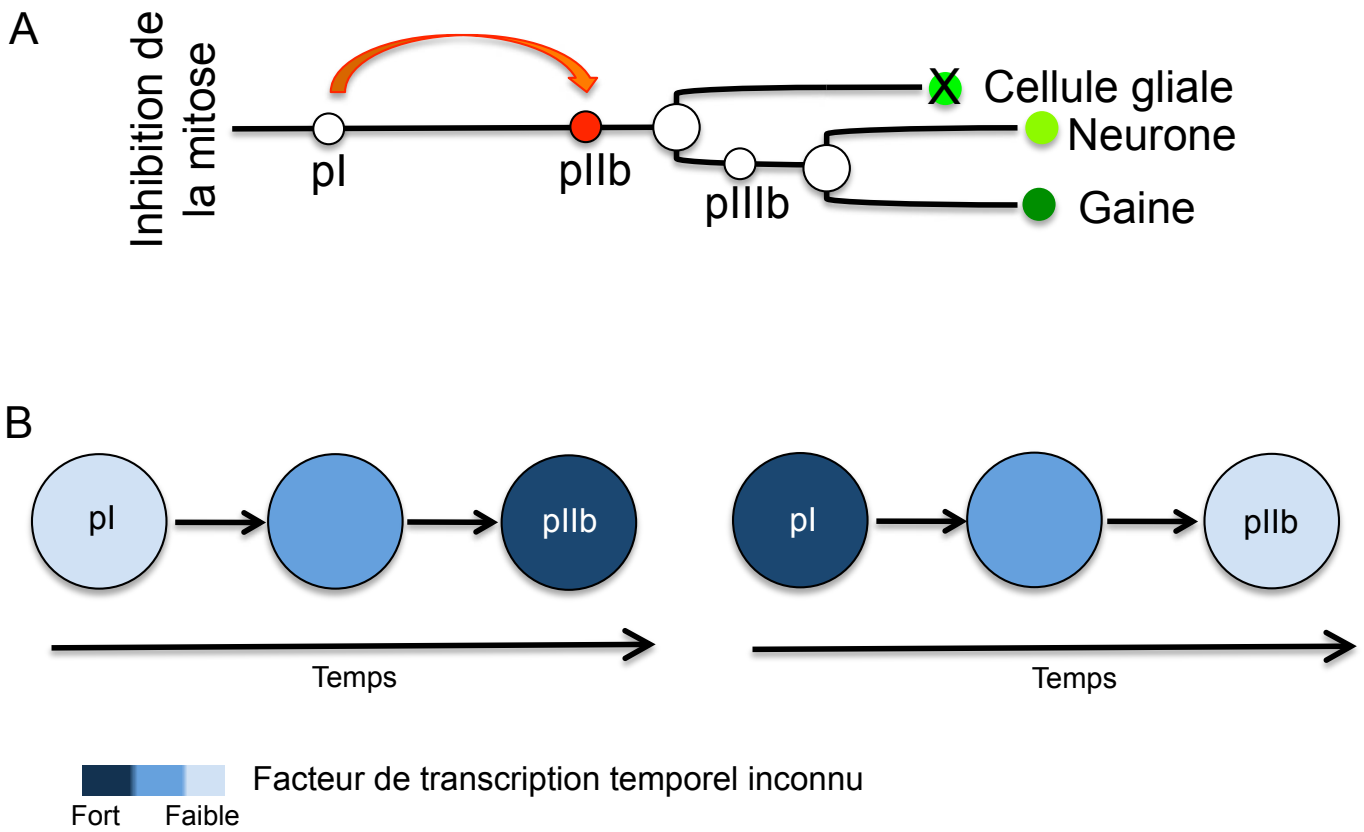 A
Inhibition de
la mitose
pI
pIIb
pIIIb
X
Cellule gliale
Neurone
Gaine
B
pI
pIIb
pI
pIIb
Temps
Temps
Facteur de transcription temporel inconnu
Fort
Faible